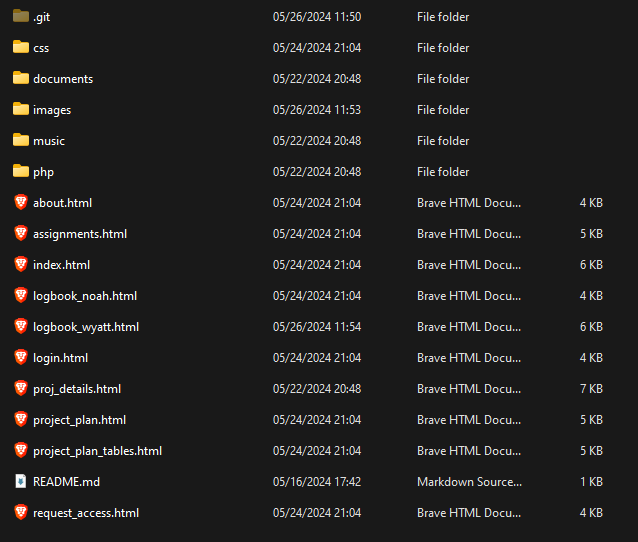 .git 05/26/2024 11:50 File folder
css 05/24/2024 21:04 File folder
documents 05/22/2024 20:48 File folder
images 05/26/2024 11:53 File folder
music 05/22/2024 20:48 File folder
php 05/22/2024 20:48 File folder
about.html 05/24/2024 21:04 Brave HTML Docu... 4 KB
assignments.html 05/24/2024 21:04 Brave HTML Docu... 5 KB
index.html 05/24/2024 21:04 Brave HTML Docu... 6 KB
logbook_noah.html 05/24/2024 21:04 Brave HTML Docu... 4 KB
logbook_wyatt.html 05/26/2024 11:54 Brave HTML Docu... 6 KB
login.html 05/24/2024 21:04 Brave HTML Docu... 4 KB
proj_details.html 05/22/2024 20:48 Brave HTML Docu... 7 KB
project_plan.html 05/24/2024 21:04 Brave HTML Docu... 5 KB
project_plan_tables.html 05/24/2024 21:04 Brave HTML Docu... 5 KB
README.md 05/16/2024 17:42 Markdown Source... 1 KB
request_access.html 05/24/2024 21:04 Brave HTML Docu... 4 KB